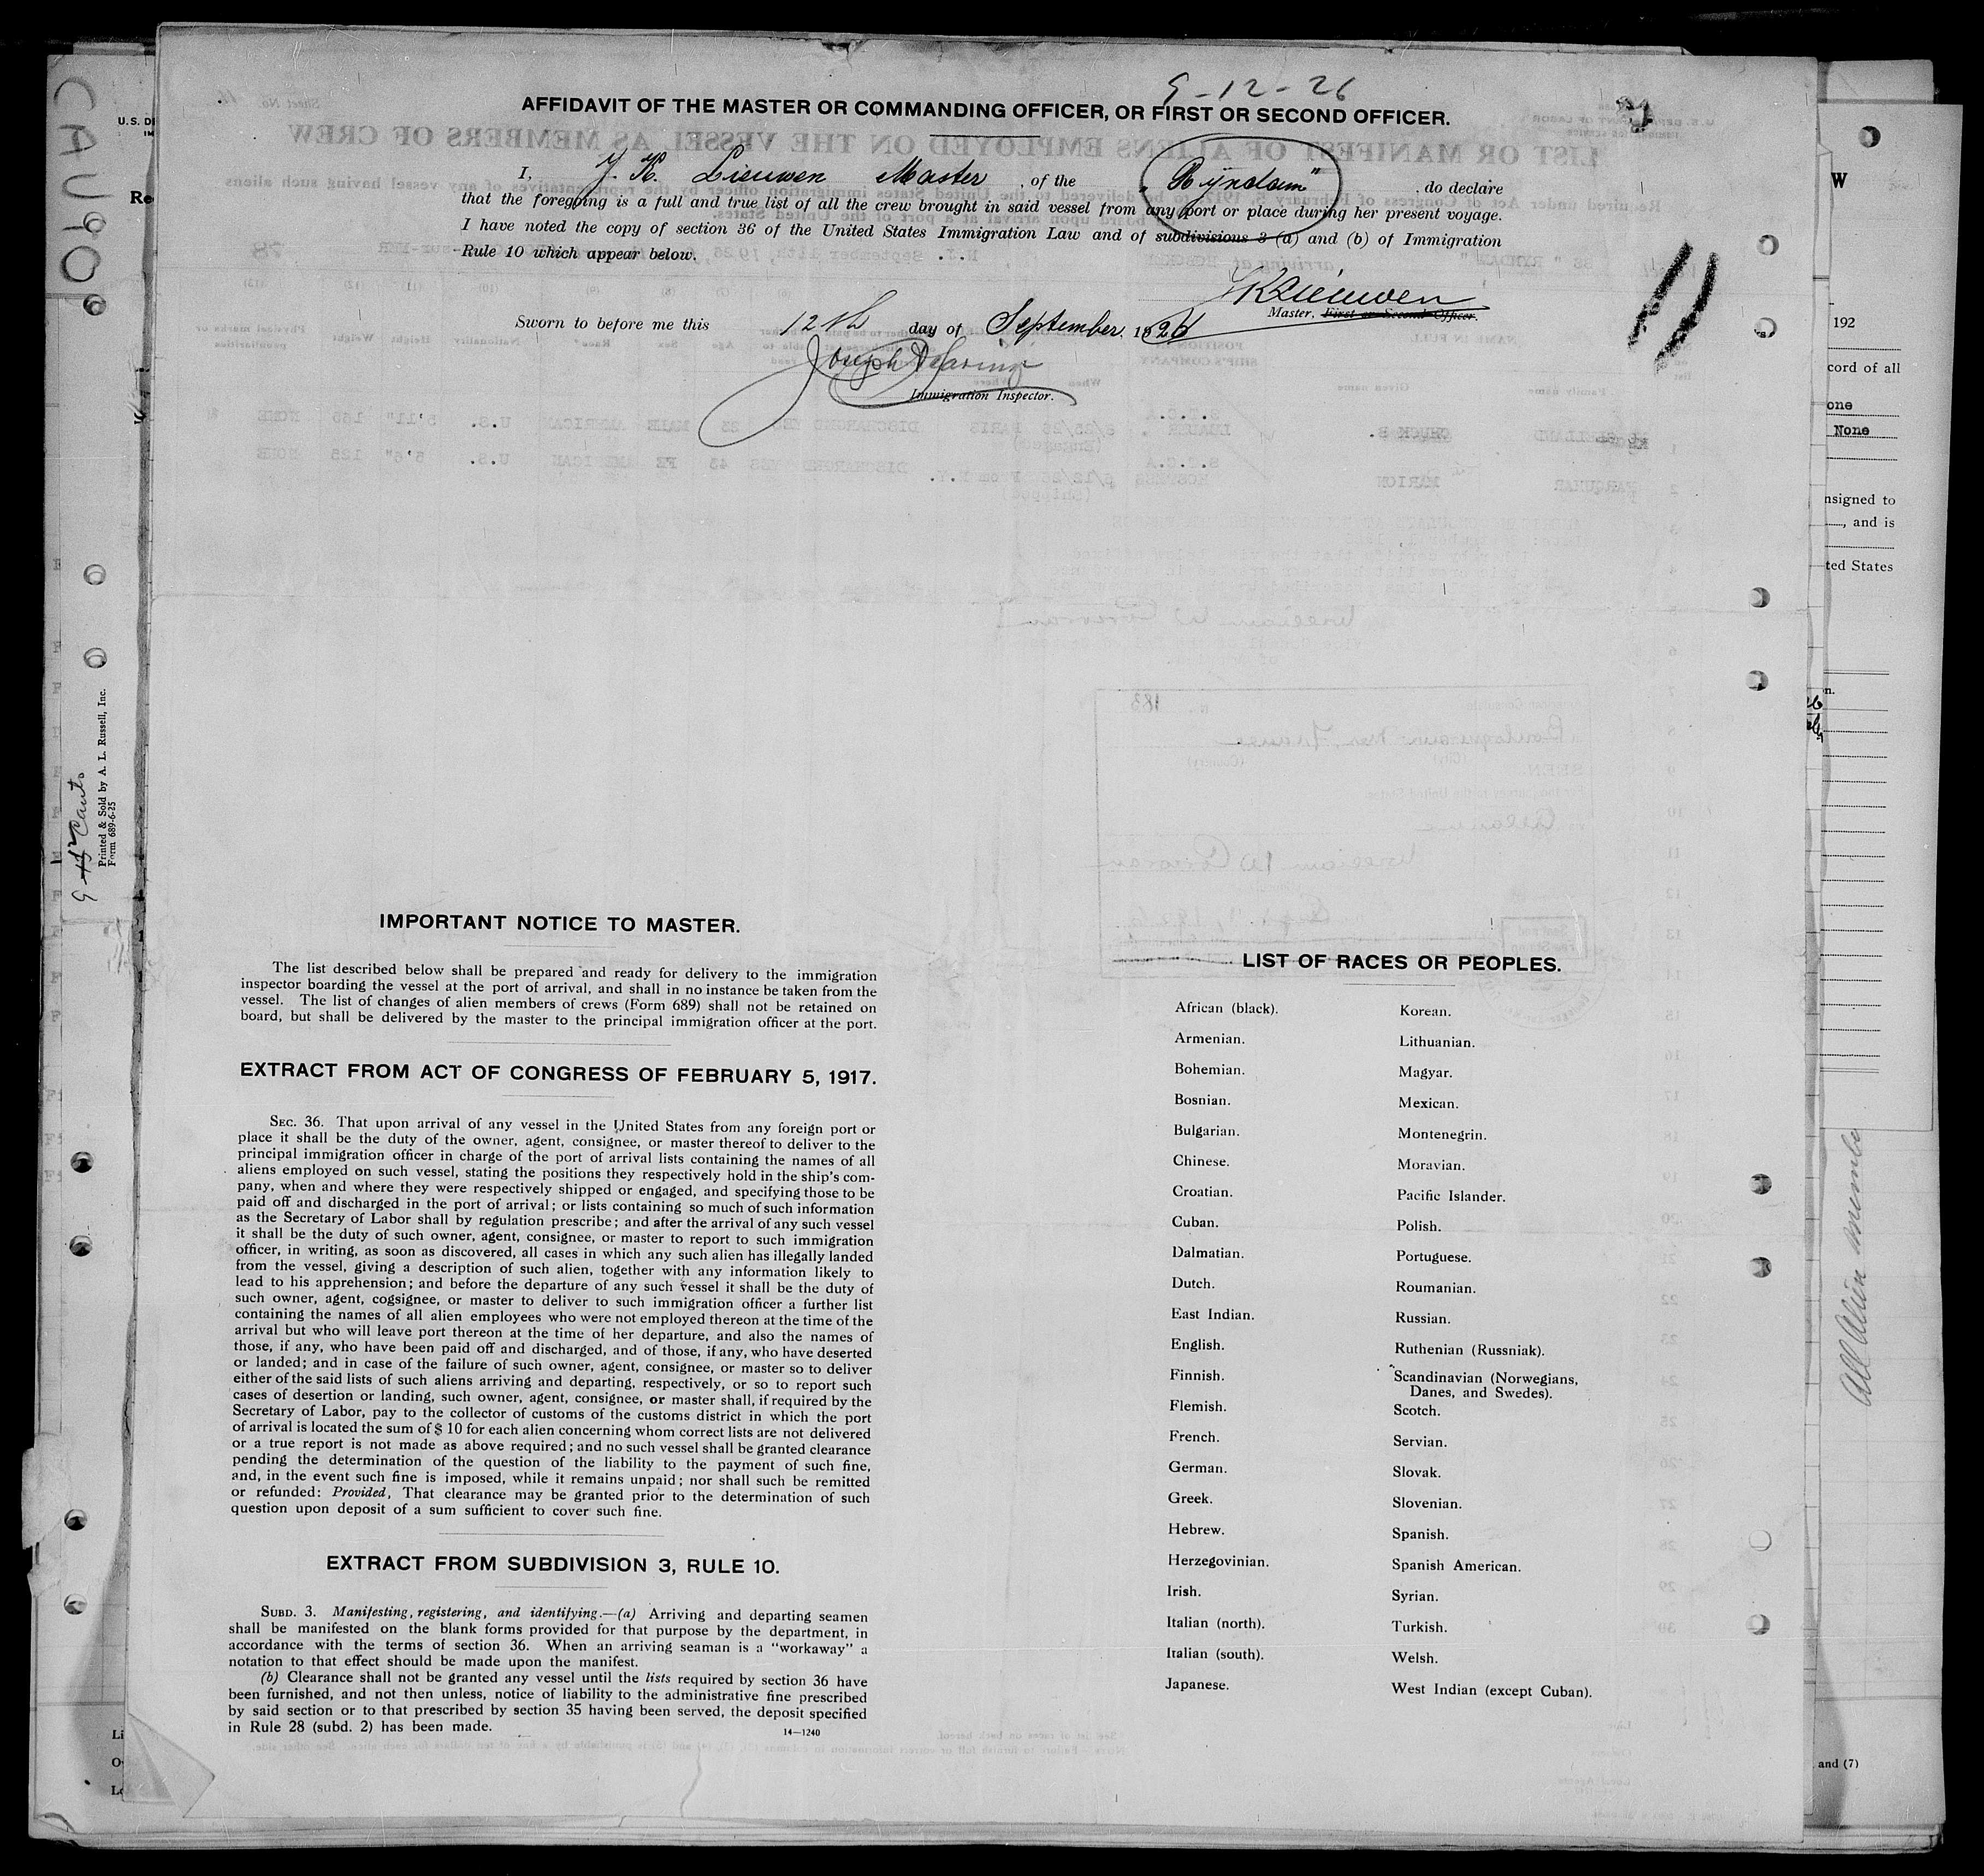 9-12-26
AFFIDAVIT OF THE MASTER OR COMMANDING OFFICER, OR FIRST OR SECOND OFFICER.
I, J. K. Lieuwen Master, of the „Ryndam", do declare
that the foregoing is a full and true list of all the crew brought in said vessel from any port or place during her present voyage.
I have noted the copy of section 36 of the United States Immigration Law and of subdivisions 3 (a) and (b) of Immigration
Rule 10 which appear below.
JKLieuwen
Master, First or Second Officer.
Sworn to before me this 12th day of September, 1926
Joseph
Immigration Inspector.
11
IMPORTANT NOTICE TO MASTER.
The list described below shall be prepared and ready for delivery to the immigration
inspector boarding the vessel at the port of arrival, and shall in no instance be taken from the
vessel. The list of changes of alien members of crews (Form 689) shall not be retained on
board, but shall be delivered by the master to the principal immigration officer at the port.
EXTRACT FROM ACT OF CONGRESS OF FEBRUARY 5, 1917.
SEC. 36. That upon arrival of any vessel in the United States from any foreign port or
place it shall be the duty of the owner, agent, consignee, or master thereof to deliver to the
principal immigration officer in charge of the port of arrival lists containing the names of all
aliens employed on such vessel, stating the positions they respectively hold in the ship's com-
pany, when and where they were respectively shipped or engaged, and specifying those to be
paid off and discharged in the port of arrival; or lists containing so much of such information
as the Secretary of Labor shall by regulation prescribe; and after the arrival of any such vessel
it shall be the duty of such owner, agent, consignee, or master to report to such immigration
officer, in writing, as soon as discovered, all cases in which any such alien has illegally landed
from the vessel, giving a description of such alien, together with any information likely to
lead to his apprehension; and before the departure of any such vessel it shall be the duty of
such owner, agent, cogsignee, or master to deliver to such immigration officer a further list
containing the names of all alien employees who were not employed thereon at the time of the
arrival but who will leave port thereon at the time of her departure, and also the names of
those, if any, who have been paid off and discharged, and of those, if any, who have deserted
or landed; and in case of the failure of such owner, agent, consignee, or master so to deliver
either of the said lists of such aliens arriving and departing, respectively, or so to report such
cases of desertion or landing, such owner, agent, consignee, or master shall, if required by the
Secretary of Labor, pay to the collector of customs of the customs district in which the port
of arrival is located the sum of $ 10 for each alien concerning whom correct lists are not delivered
or a true report is not made as above required; and no such vessel shall be granted clearance
pending the determination of the question of the liability to the payment of such fine,
and, in the event such fine is imposed, while it remains unpaid; nor shall such be remitted
or refunded: Provided, That clearance may be granted prior to the determination of such
question upon deposit of a sum sufficient to cover such fine.
EXTRACT FROM SUBDIVISION 3, RULE 10.
SUBD. 3. Manifesting, registering, and identifying.—(a) Arriving and departing seamen
shall be manifested on the blank forms provided for that purpose by the department, in
accordance with the terms of section 36. When an arriving seaman is a "workaway" a
notation to that effect should be made upon the manifest.
(b) Clearance shall not be granted any vessel until the lists required by section 36 have
been furnished, and not then unless, notice of liability to the administrative fine prescribed
by said section or to that prescribed by section 35 having been served, the deposit specified
in Rule 28 (subd. 2) has been made.
14—1240
LIST OF RACES OR PEOPLES.
African (black).
Armenian.
Bohemian.
Bosnian.
Bulgarian.
Chinese.
Croatian.
Cuban.
Dalmatian.
Dutch.
East Indian.
English.
Finnish.
Flemish.
French.
German.
Greek.
Hebrew.
Herzegovinian.
Irish.
Italian (north).
Italian (south).
Japanese.
Korean.
Lithuanian.
Magyar.
Mexican.
Montenegrin.
Moravian.
Pacific Islander.
Polish.
Portuguese.
Roumanian.
Russian.
Ruthenian (Russniak).
Scandinavian (Norwegians,
Danes, and Swedes).
Scotch.
Servian.
Slovak.
Slovenian.
Spanish.
Spanish American.
Syrian.
Turkish.
Welsh.
West Indian (except Cuban).
Printed & Sold by A. L. Russell, Inc.
Form 689-6-25
U.S. D
Re
W
192
cord of all
one
None
nsigned to
, and is
ted States
n.
All Alien membe
and (7)